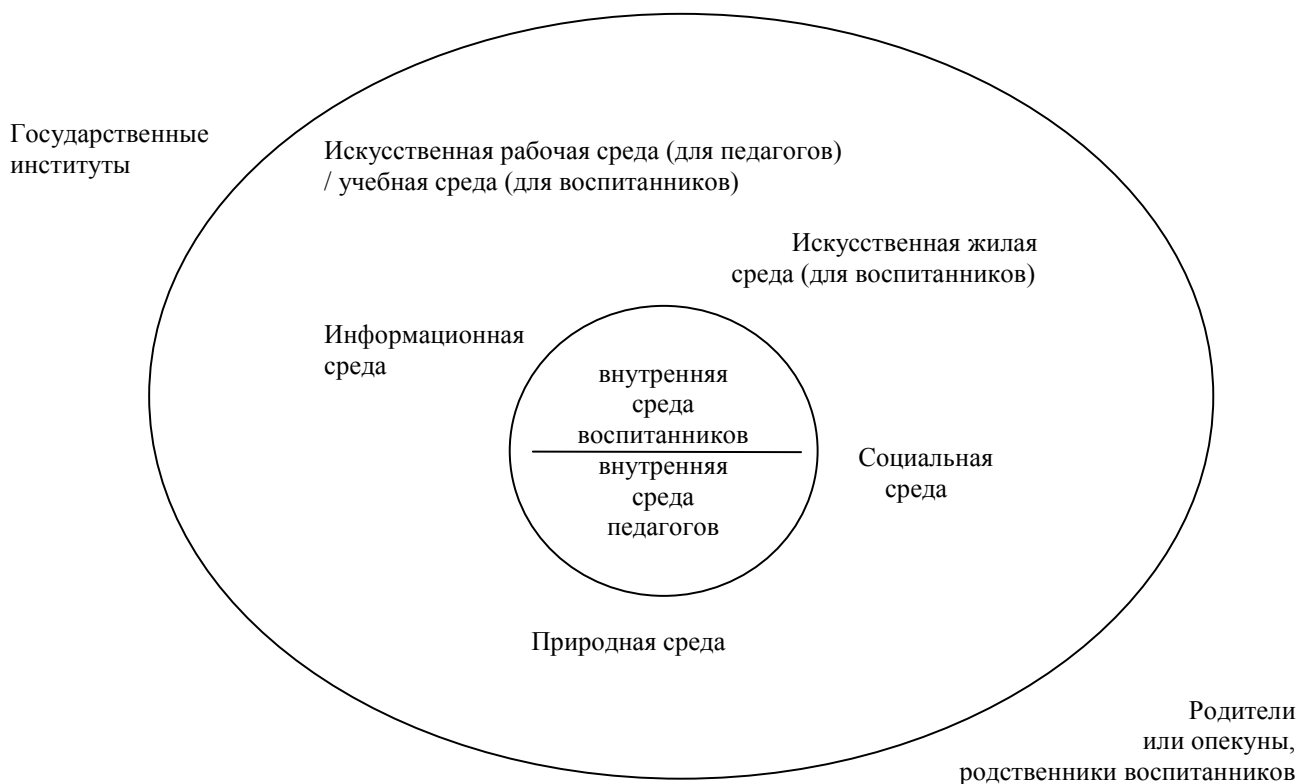 Государственные
институты
Искусственная рабочая среда (для педагогов)
/ учебная среда (для воспитанников)
Искусственная жилая
среда (для воспитанников)
Информационная
среда
внутренняя
среда
воспитанников
внутренняя
среда
педагогов
Социальная
среда
Природная среда
Родители
или опекуны,
родственники воспитанников